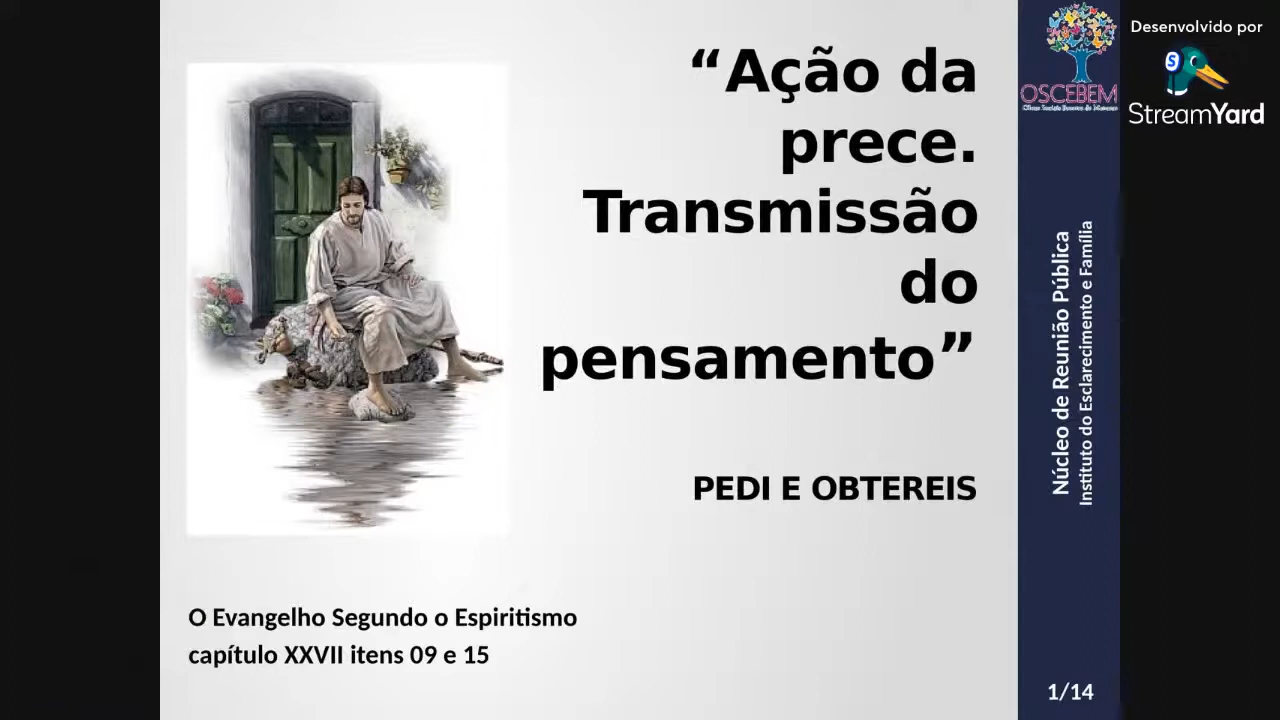 “Ação da
prece.
Transmissão
do
pensamento”
PEDI E OBTEREIS
O Evangelho Segundo o Espiritismo
capítulo XXVII itens 09 e 15
OSCEBEM
Núcleo de Reunião Pública
Instituto do Esclarecimento e Família
1/14
Desenvolvido por
StreamYard